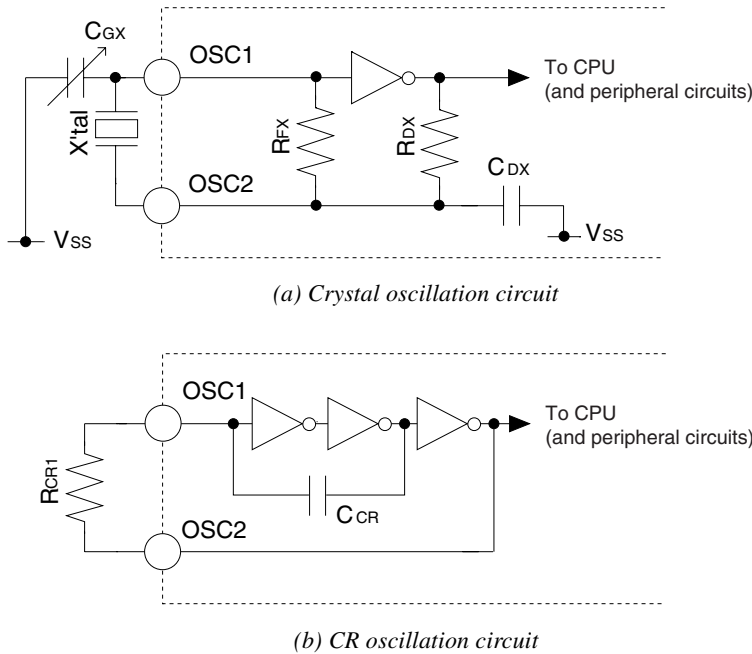 CGX
OSC1
X'tal
RFX
RDX
To CPU
(and peripheral circuits)
CDX
OSC2
VSS
VSS
(a) Crystal oscillation circuit
OSC1
To CPU
(and peripheral circuits)
RCR1
CCR
OSC2
(b) CR oscillation circuit